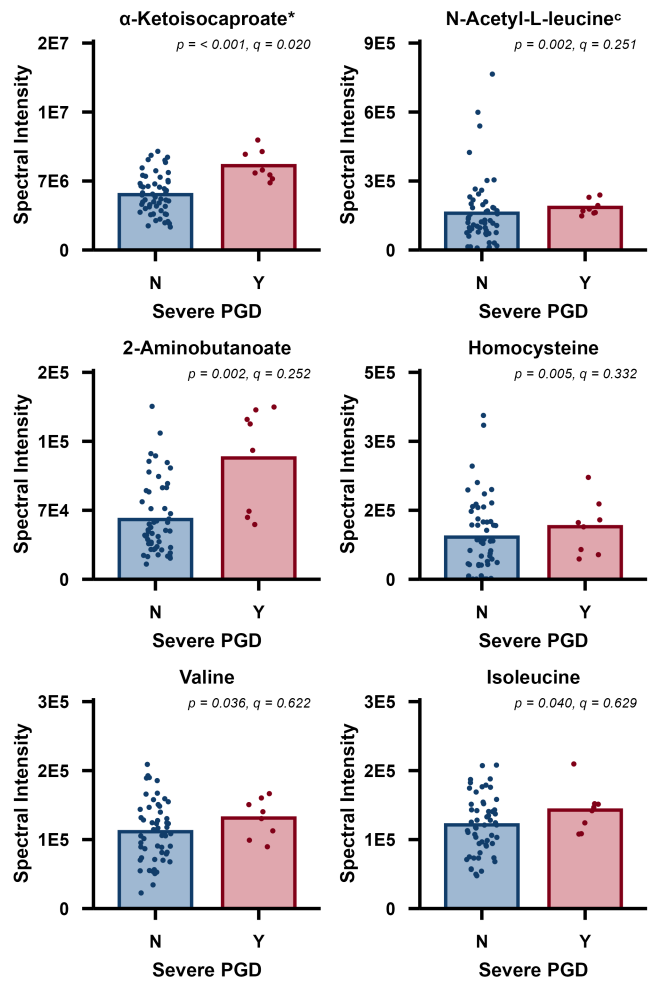 α-Ketoisocaproate*
p = < 0.001, q = 0.020
Spectral Intensity
2E7
1E7
7E6
0
N
Y
Severe PGD
N-Acetyl-L-leucineᶜ
p = 0.002, q = 0.251
Spectral Intensity
9E5
6E5
3E5
0
N
Y
Severe PGD
2-Aminobutanoate
p = 0.002, q = 0.252
Spectral Intensity
2E5
1E5
7E4
0
N
Y
Severe PGD
Homocysteine
p = 0.005, q = 0.332
Spectral Intensity
5E5
3E5
2E5
0
N
Y
Severe PGD
Valine
p = 0.036, q = 0.622
Spectral Intensity
3E5
2E5
1E5
0
N
Y
Severe PGD
Isoleucine
p = 0.040, q = 0.629
Spectral Intensity
3E5
2E5
1E5
0
N
Y
Severe PGD